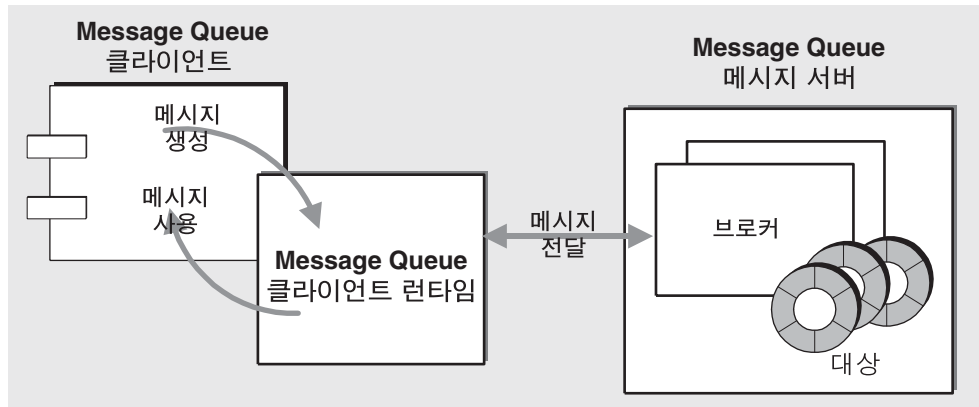 Message Queue
클라이언트
메시지
생성
메시지
사용
Message Queue
클라이언트 런타임
메시지
전달
Message Queue
메시지 서버
브로커
대상